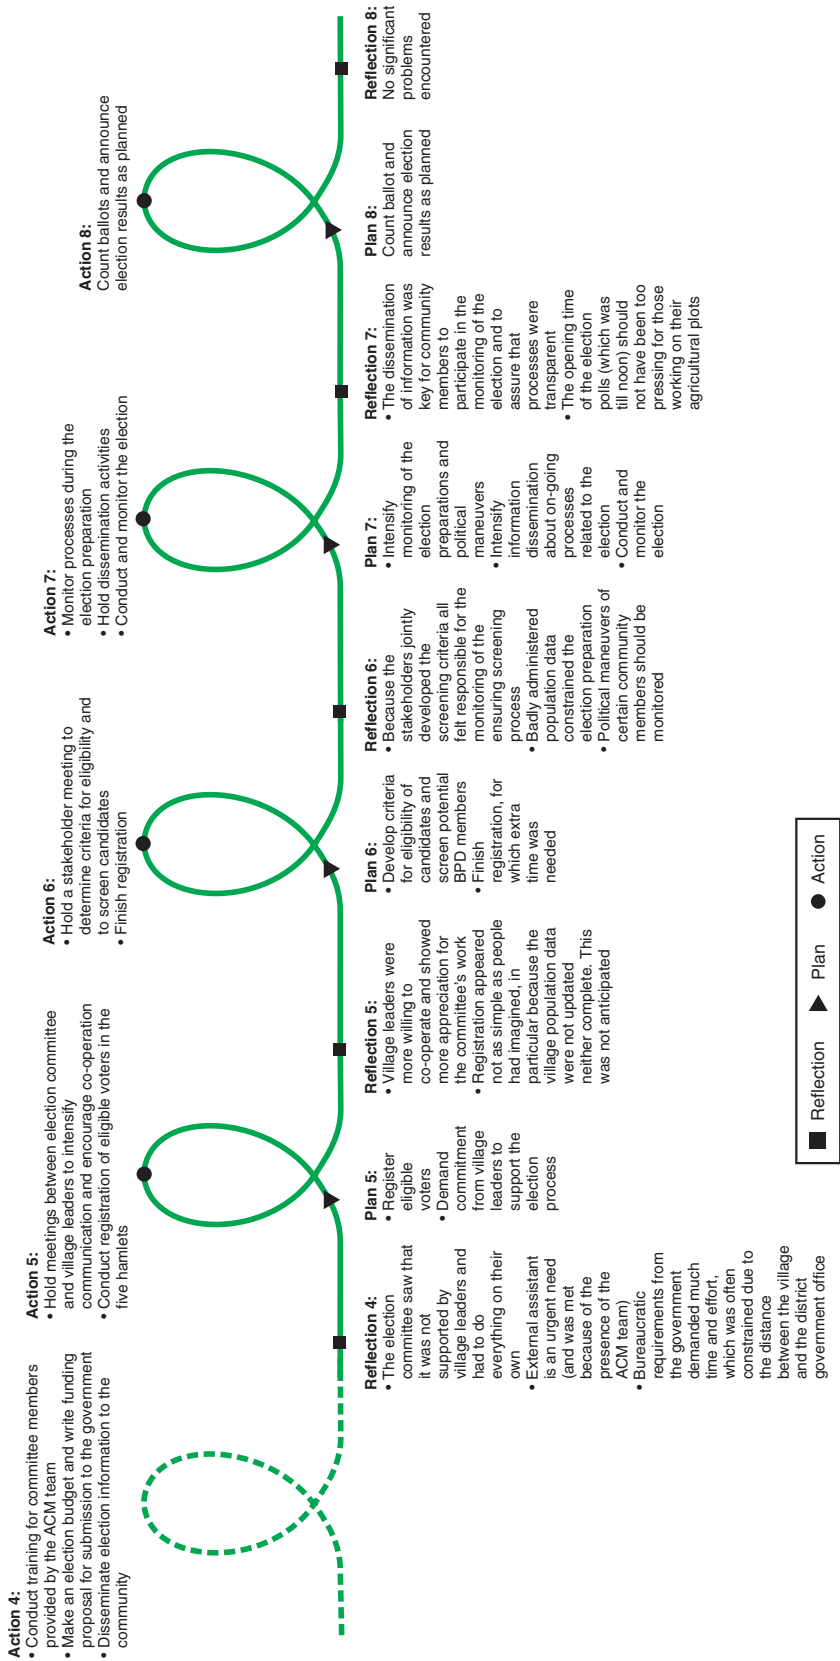 Action 4:
• Conduct training for committee members
provided by the ACM team
• Make an election budget and write funding
proposal for submission to the government
• Disseminate election information to the
community
Action 5:
• Hold meetings between election committee
and village leaders to intensify
communication and encourage co-operation
• Conduct registration of eligible voters in the
five hamlets
Action 6:
• Hold a stakeholder meeting to
determine criteria for eligibility and
to screen candidates
• Finish registration
Action 7:
• Monitor processes during the
election preparation
• Hold dissemination activities
• Conduct and monitor the election
Action 8:
Count ballots and announce
election results as planned
Reflection 4:
• The election
committee saw that
it was not
supported by
village leaders and
had to do
everything on their
own
• External assistant
is an urgent need
(and was met
because of the
presence of the
ACM team)
• Bureaucratic
requirements from
the government
demanded much
time and effort,
which was often
constrained due to
the distance
between the village
and the district
government office
Plan 5:
• Register
eligible
voters
• Demand
commitment
from village
leaders to
support the
election
process
Reflection 5:
• Village leaders were
more willing to
co-operate and showed
more appreciation for
the committee's work
• Registration appeared
not as simple as people
had imagined, in
particular because the
village population data
were not updated
neither complete. This
was not anticipated
Plan 6:
• Develop criteria
for eligibility of
candidates and
screen potential
BPD members
• Finish
registration, for
which extra
time was
needed
Reflection 6:
• Because the
stakeholders jointly
developed the
screening criteria all
felt responsible for the
monitoring of the
ensuring screening
process
• Badly administered
population data
constrained the
election preparation
• Political maneuvers of
certain community
members should be
monitored
Plan 7:
• Intensify
monitoring of the
election
preparations and
political
maneuvers
• Intensify
information
dissemination
about on-going
processes
related to the
election
• Conduct and
monitor the
election
Reflection 7:
• The dissemination
of information was
key for community
members to
participate in the
monitoring of the
election and to
assure that
processes were
transparent
• The opening time
of the election
polls (which was
till noon) should
not have been too
pressing for those
working on their
agricultural plots
Plan 8:
Count ballot and
announce election
results as planned
Reflection 8:
No significant
problems
encountered
Reflection
Plan
Action